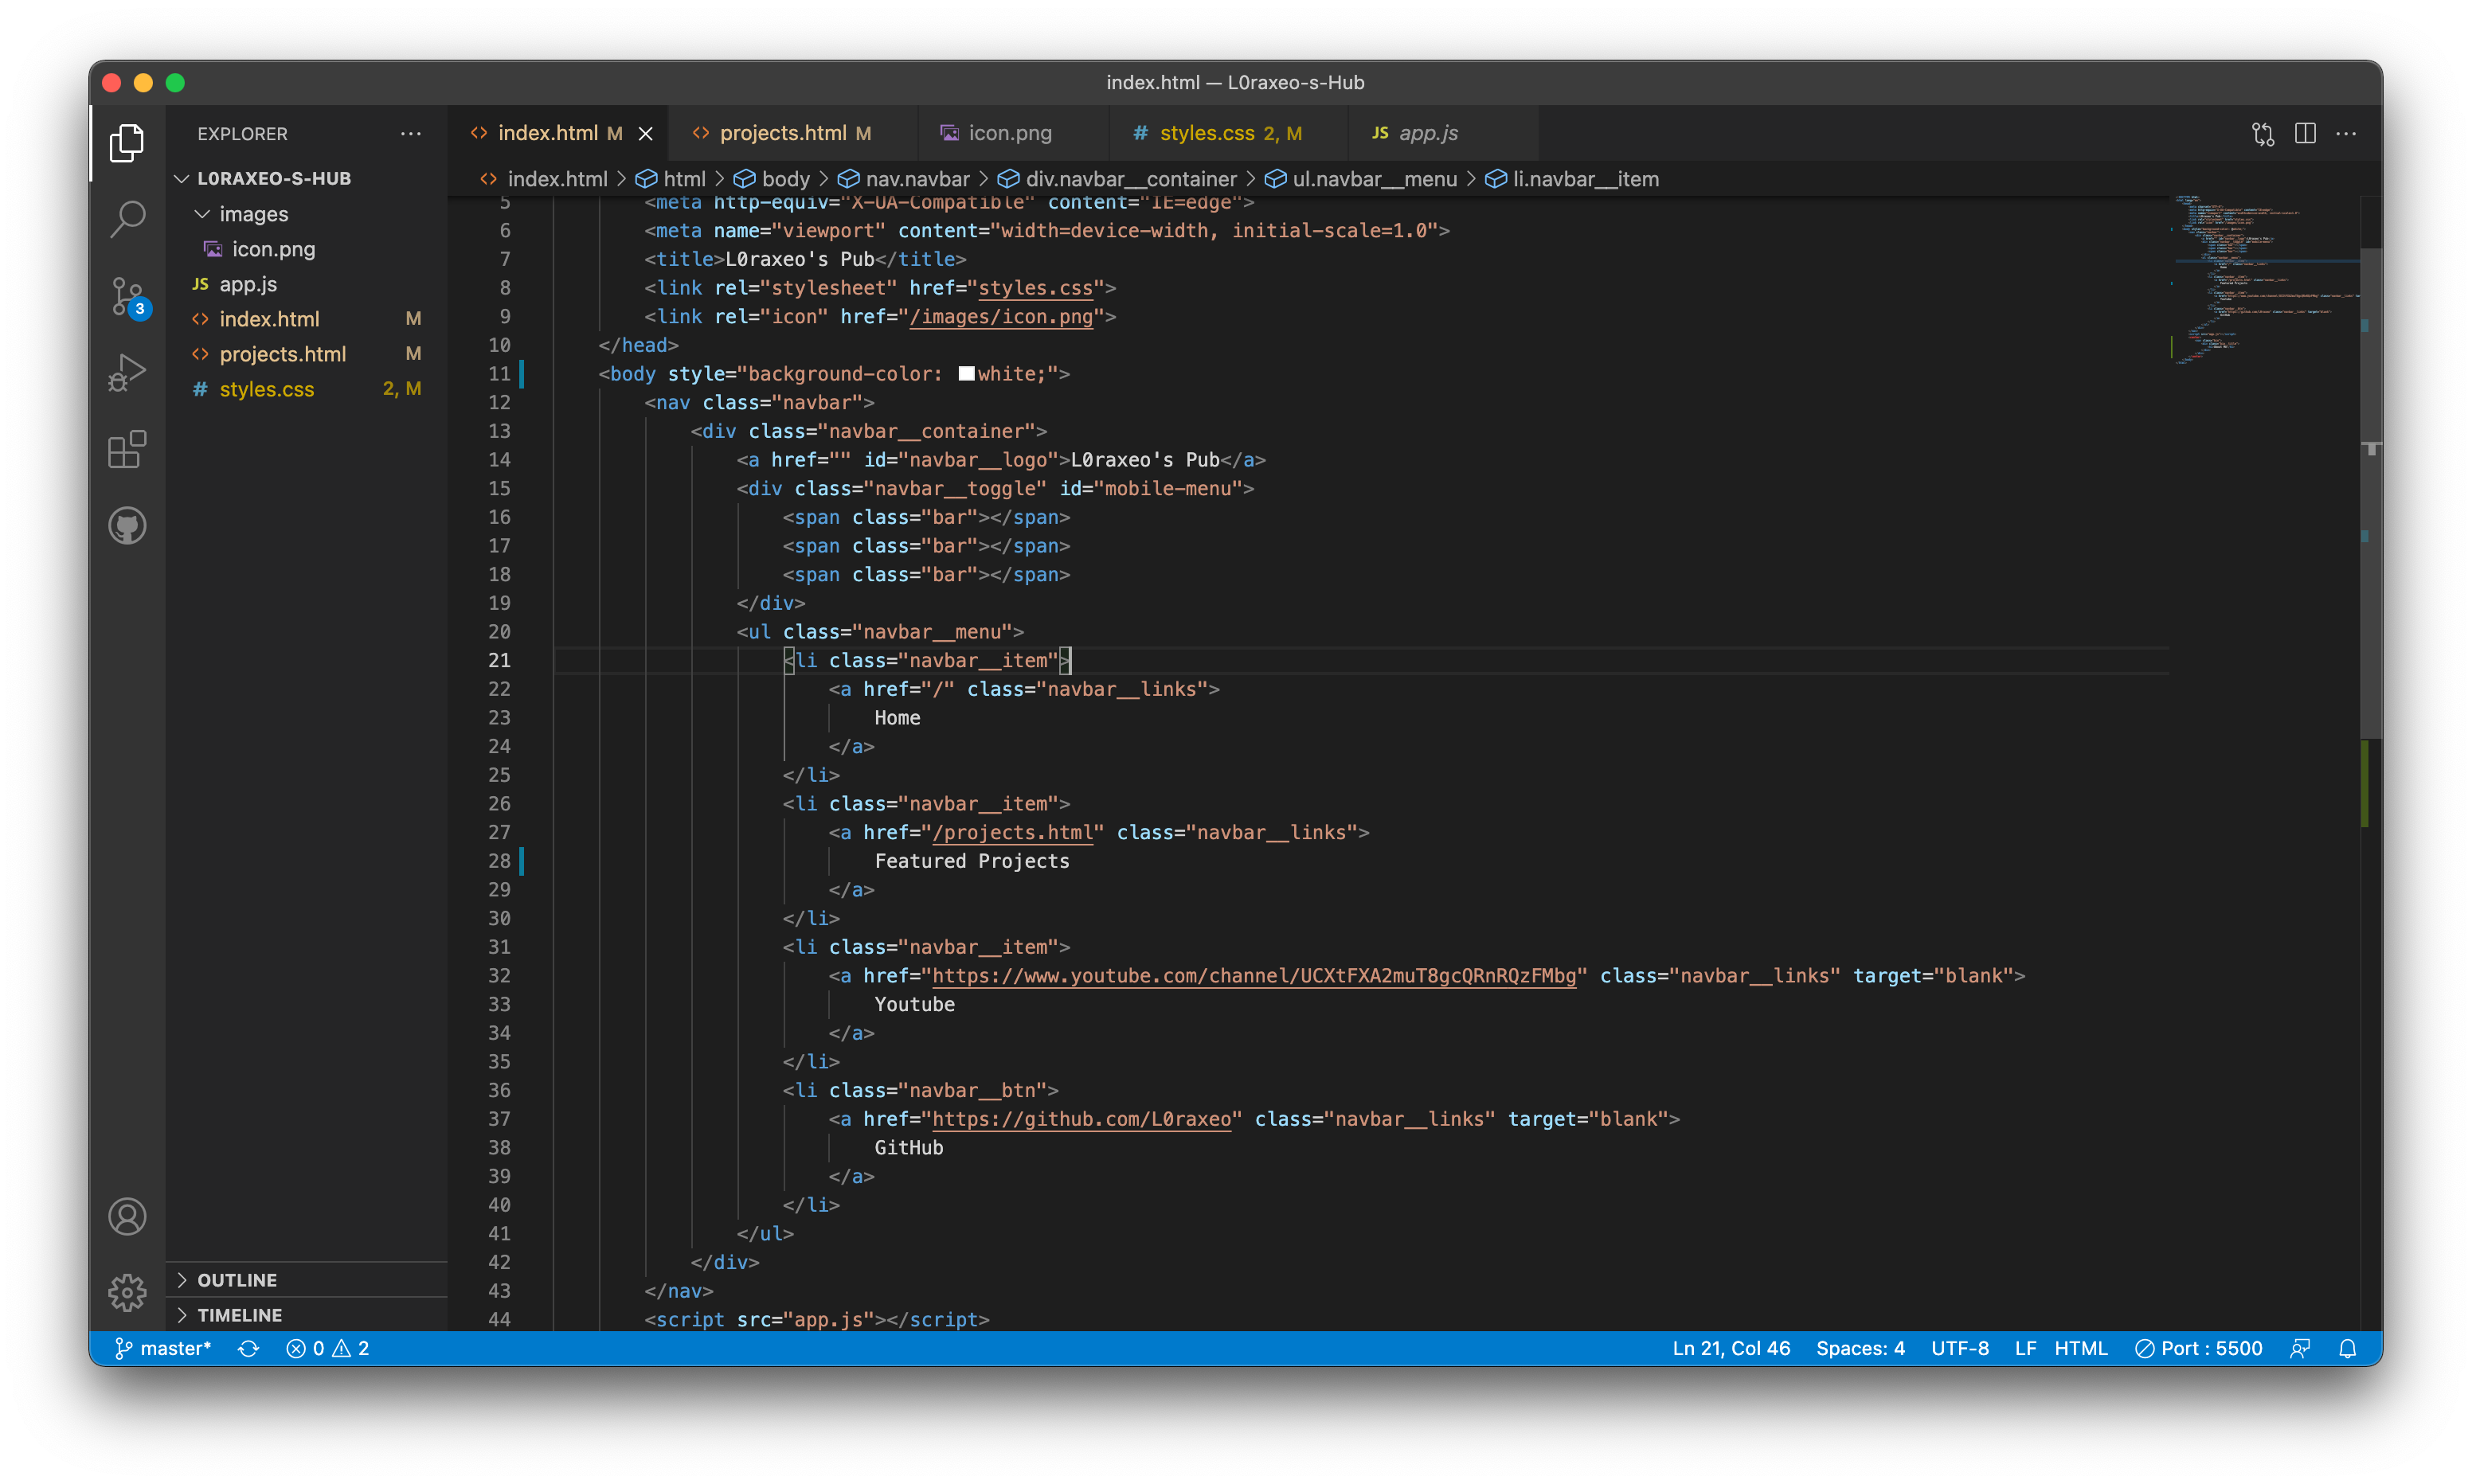 index.html — L0raxeo-s-Hub
EXPLORER
L0RAXEO-S-HUB
images
icon.png
JS app.js
<> index.html M
<> projects.html M
# styles.css 2, M
OUTLINE
TIMELINE
3
<> index.html M
<> projects.html M
icon.png
# styles.css 2, M
JS app.js
<> index.html > html > body > nav.navbar > div.navbar__container > ul.navbar__menu > li.navbar__item
5 <meta http-equiv="X-UA-Compatible" content="IE=edge">
6 <meta name="viewport" content="width=device-width, initial-scale=1.0">
7 <title>L0raxeo's Pub</title>
8 <link rel="stylesheet" href="styles.css">
9 <link rel="icon" href="/images/icon.png">
10 </head>
11 <body style="background-color: white;">
12 <nav class="navbar">
13 <div class="navbar__container">
14 <a href="" id="navbar__logo">L0raxeo's Pub</a>
15 <div class="navbar__toggle" id="mobile-menu">
16 <span class="bar"></span>
17 <span class="bar"></span>
18 <span class="bar"></span>
19 </div>
20 <ul class="navbar__menu">
21 <li class="navbar__item">
22 <a href="/" class="navbar__links">
23 Home
24 </a>
25 </li>
26 <li class="navbar__item">
27 <a href="/projects.html" class="navbar__links">
28 Featured Projects
29 </a>
30 </li>
31 <li class="navbar__item">
32 <a href="https://www.youtube.com/channel/UCXtFXA2muT8gcQRnRQzFMbg" class="navbar__links" target="blank">
33 Youtube
34 </a>
35 </li>
36 <li class="navbar__btn">
37 <a href="https://github.com/L0raxeo" class="navbar__links" target="blank">
38 GitHub
39 </a>
40 </li>
41 </ul>
42 </div>
43 </nav>
44 <script src="app.js"></script>
master* 0 2
Ln 21, Col 46 Spaces: 4 UTF-8 LF HTML Port : 5500